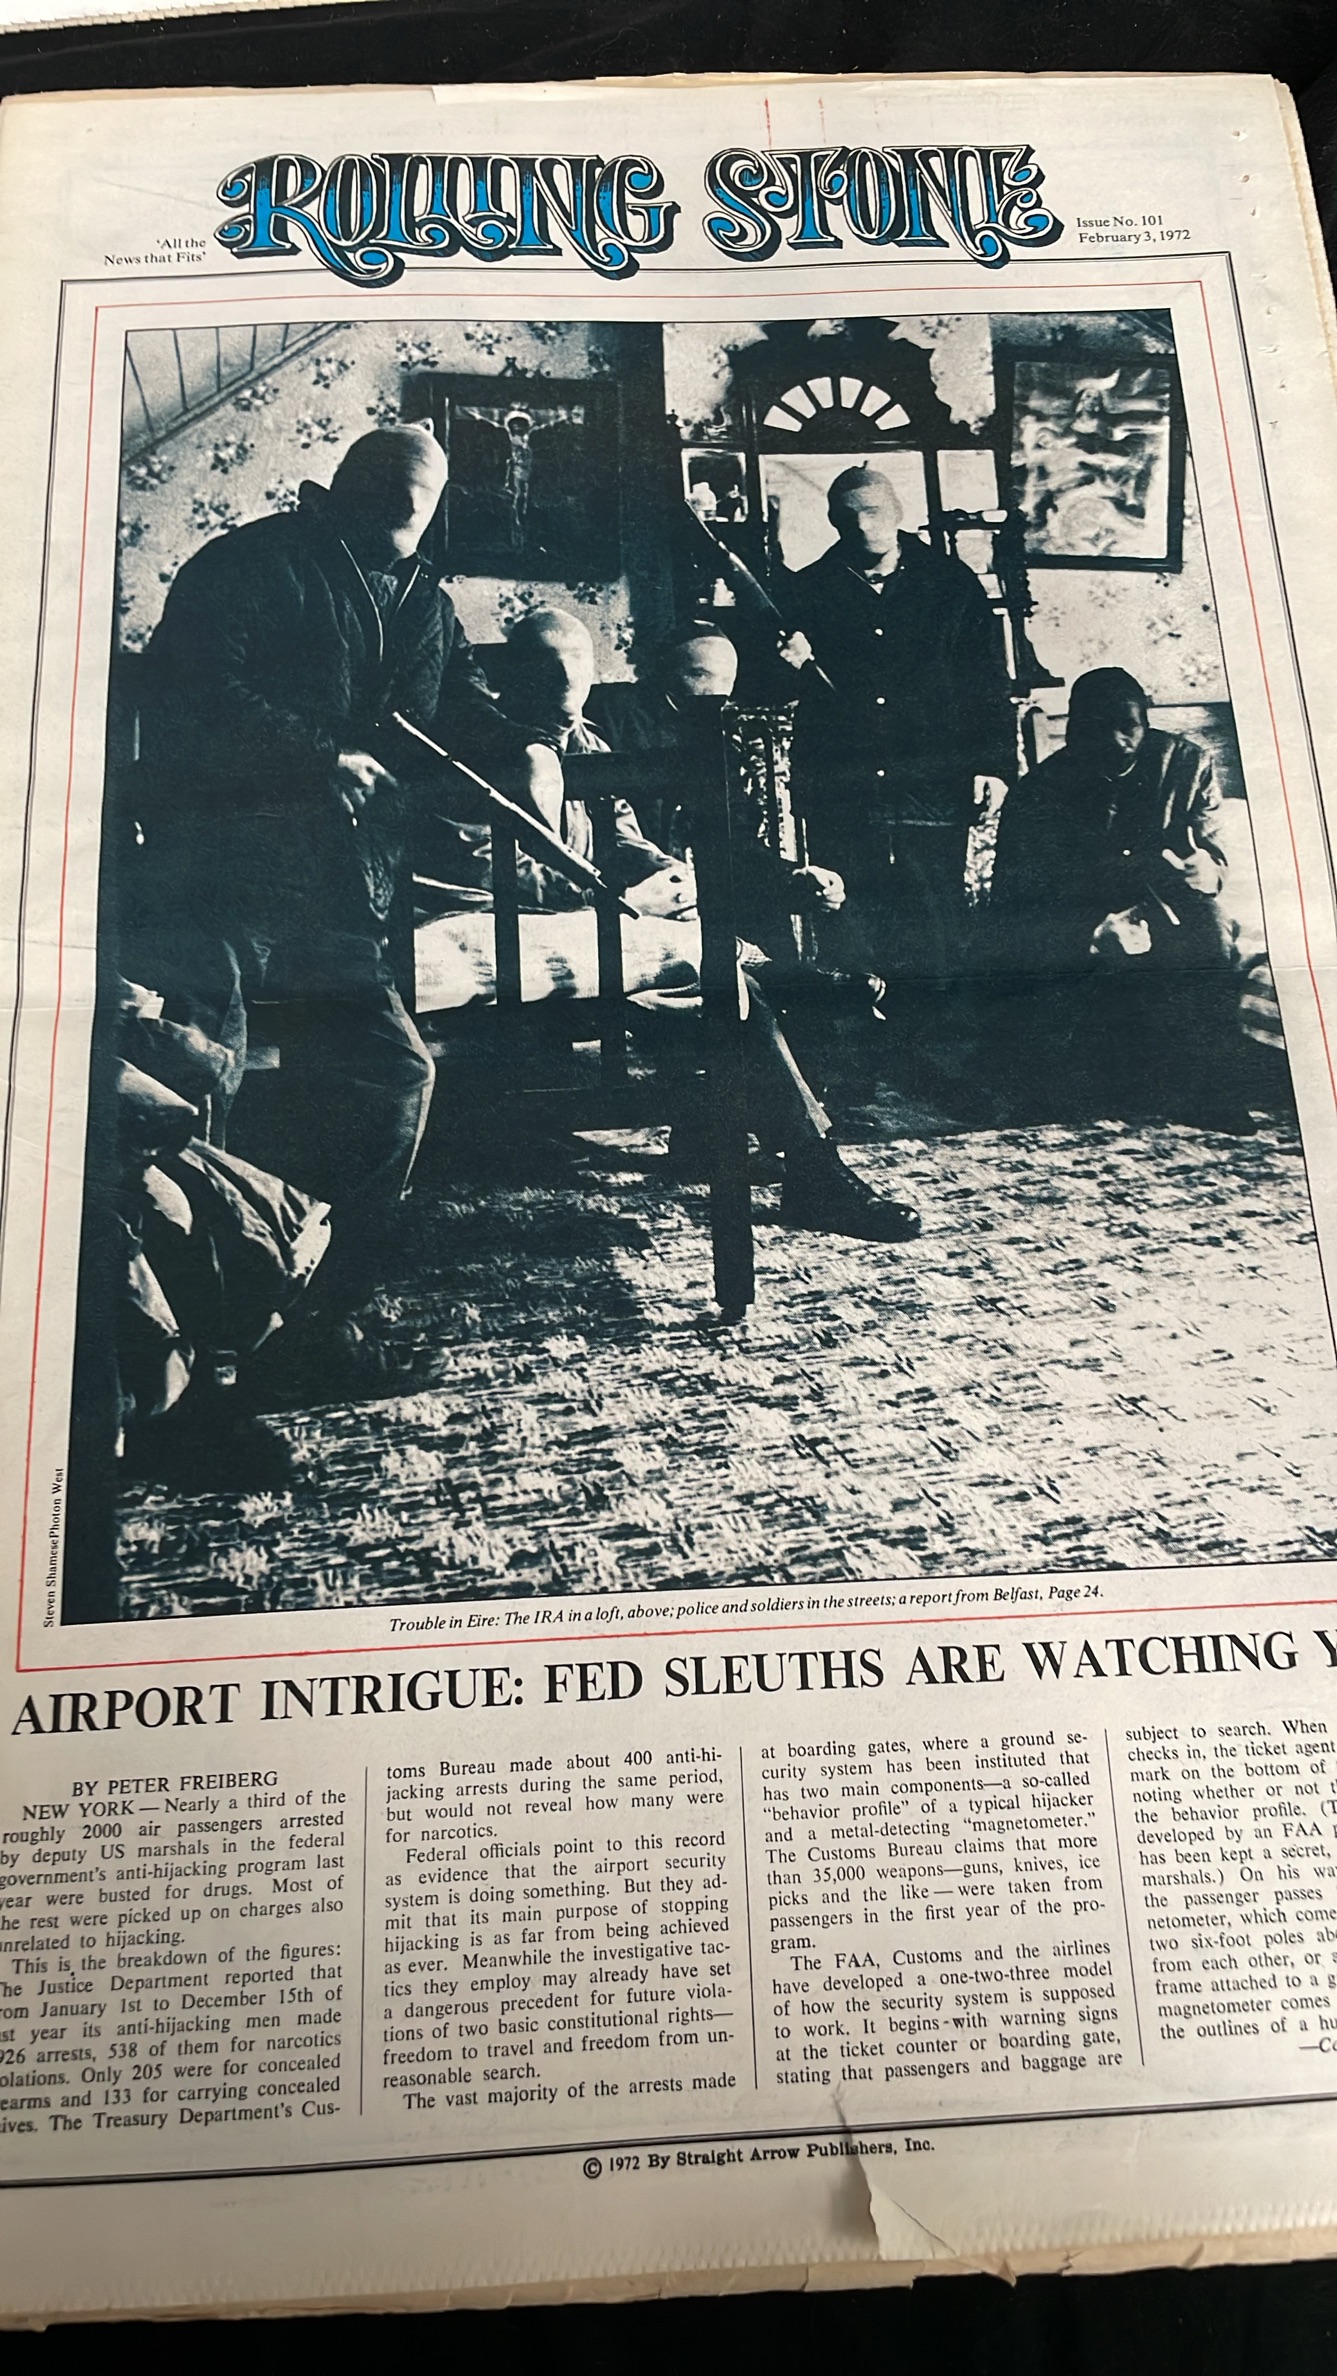 ROLLING STONE
'All the
News that Fits'
Issue No. 101
February 3, 1972
Steven Shames/Photon West
Trouble in Eire: The IRA in a loft, above; police and soldiers in the streets; a report from Belfast, Page 24.
AIRPORT INTRIGUE: FED SLEUTHS ARE WATCHING
BY PETER FREIBERG
NEW YORK — Nearly a third of the
roughly 2000 air passengers arrested
by deputy US marshals in the federal
government's anti-hijacking program last
year were busted for drugs. Most of
he rest were picked up on charges also
unrelated to hijacking.
This is the breakdown of the figures:
The Justice Department reported that
rom January 1st to December 15th of
st year its anti-hijacking men made
926 arrests, 538 of them for narcotics
olations. Only 205 were for concealed
earms and 133 for carrying concealed
ives. The Treasury Department's Cus-
toms Bureau made about 400 anti-hi-
jacking arrests during the same period,
but would not reveal how many were
for narcotics.
Federal officials point to this record
as evidence that the airport security
system is doing something. But they ad-
mit that its main purpose of stopping
hijacking is as far from being achieved
as ever. Meanwhile the investigative tac-
tics they employ may already have set
a dangerous precedent for future viola-
tions of two basic constitutional rights—
freedom to travel and freedom from un-
reasonable search.
The vast majority of the arrests made
at boarding gates, where a ground se-
curity system has been instituted that
has two main components—a so-called
"behavior profile" of a typical hijacker
and a metal-detecting "magnetometer."
The Customs Bureau claims that more
than 35,000 weapons—guns, knives, ice
picks and the like — were taken from
passengers in the first year of the pro-
gram.
The FAA, Customs and the airlines
have developed a one-two-three model
of how the security system is supposed
to work. It begins - with warning signs
at the ticket counter or boarding gate,
stating that passengers and baggage are
subject to search. When
checks in, the ticket agent
mark on the bottom of
noting whether or not
the behavior profile. (
developed by an FAA
has been kept a secret,
marshals.) On his
the passenger passes
netometer, which come
two six-foot poles
from each other, or
frame attached to a
magnetometer comes
the outlines of a
© 1972 By Straight Arrow Publishers, Inc.